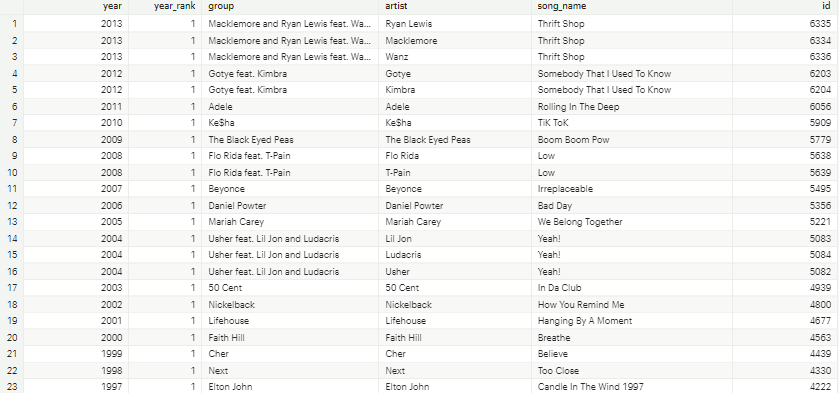 year year_rank group artist song_name id
1 2013 1 Macklemore and Ryan Lewis feat. Wa... Ryan Lewis Thrift Shop 6335
2 2013 1 Macklemore and Ryan Lewis feat. Wa... Macklemore Thrift Shop 6334
3 2013 1 Macklemore and Ryan Lewis feat. Wa... Wanz Thrift Shop 6336
4 2012 1 Gotye feat. Kimbra Gotye Somebody That I Used To Know 6203
5 2012 1 Gotye feat. Kimbra Kimbra Somebody That I Used To Know 6204
6 2011 1 Adele Adele Rolling In The Deep 6056
7 2010 1 Ke$ha Ke$ha TiK ToK 5909
8 2009 1 The Black Eyed Peas The Black Eyed Peas Boom Boom Pow 5779
9 2008 1 Flo Rida feat. T-Pain Flo Rida Low 5638
10 2008 1 Flo Rida feat. T-Pain T-Pain Low 5639
11 2007 1 Beyonce Beyonce Irreplaceable 5495
12 2006 1 Daniel Powter Daniel Powter Bad Day 5356
13 2005 1 Mariah Carey Mariah Carey We Belong Together 5221
14 2004 1 Usher feat. Lil Jon and Ludacris Lil Jon Yeah! 5083
15 2004 1 Usher feat. Lil Jon and Ludacris Ludacris Yeah! 5084
16 2004 1 Usher feat. Lil Jon and Ludacris Usher Yeah! 5082
17 2003 1 50 Cent 50 Cent In Da Club 4939
18 2002 1 Nickelback Nickelback How You Remind Me 4800
19 2001 1 Lifehouse Lifehouse Hanging By A Moment 4677
20 2000 1 Faith Hill Faith Hill Breathe 4563
21 1999 1 Cher Cher Believe 4439
22 1998 1 Next Next Too Close 4330
23 1997 1 Elton John Elton John Candle In The Wind 1997 4222